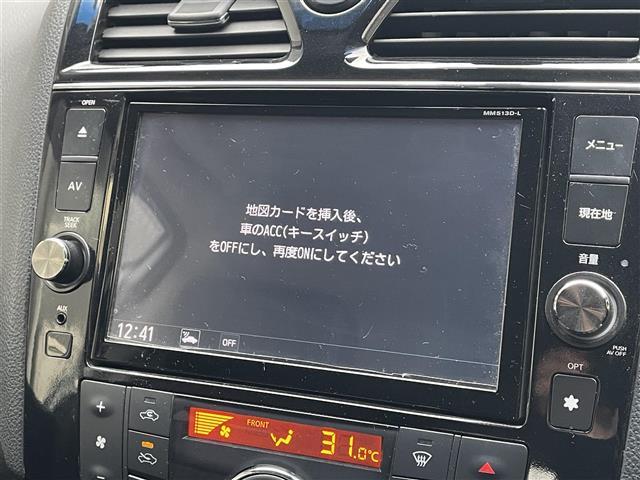 OPEN
MM513D-L
メニュー
AV
現在地
TRACK
SEEK
音量
AUX
地図カードを挿入後、
車のACC(キースイッチ)
をOFFにし、再度ONにしてください
12:41
OFF
PUSH
AV OFF
OPT
FRONT
31.0℃